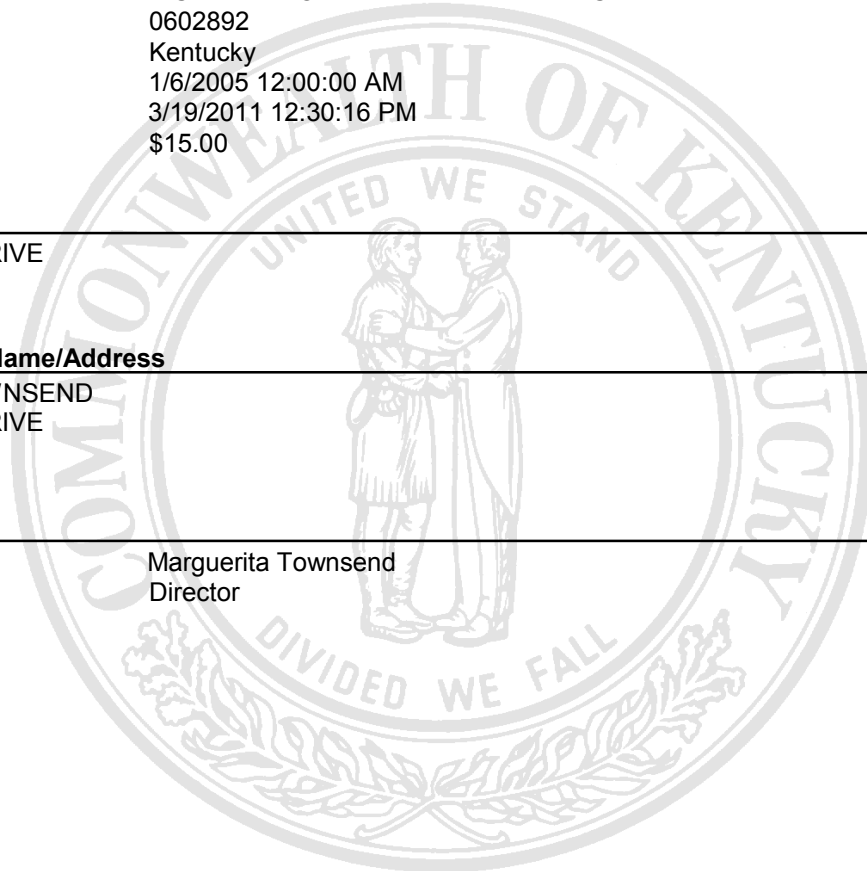 0602892
Kentucky
1/6/2005 12:00:00 AM
3/19/2011 12:30:16 PM
$15.00
RIVE
Name/Address
WNSEND
RIVE
Marguerita Townsend
Director
COMMONWEALTH OF KENTUCKY
UNITED WE STAND
DIVIDED WE FALL